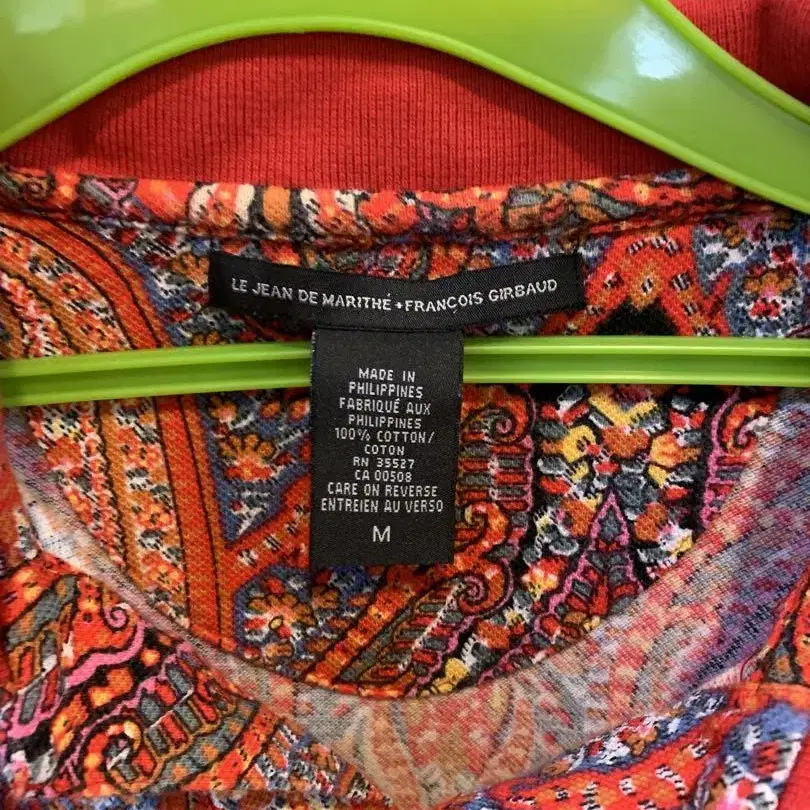 LE JEAN DE MARITHÉ + FRANÇOIS GIRBAUD
MADE IN
PHILIPPINES
FABRIQUÉ AUX
PHILIPPINES
100% COTTON/
COTON
RN 35527
CA 00508
CARE ON REVERSE
ENTREIEN AU VERSO
M